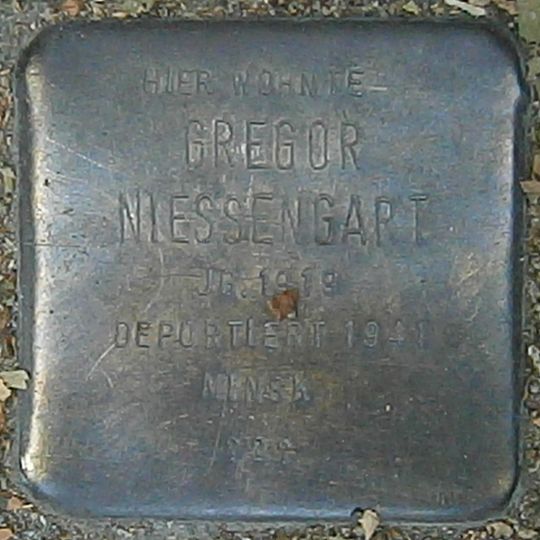 HIER WOHNTE
GREGOR
NIESSENGART
JG. 1919
DEPORTIERT 1941
MINSK
???